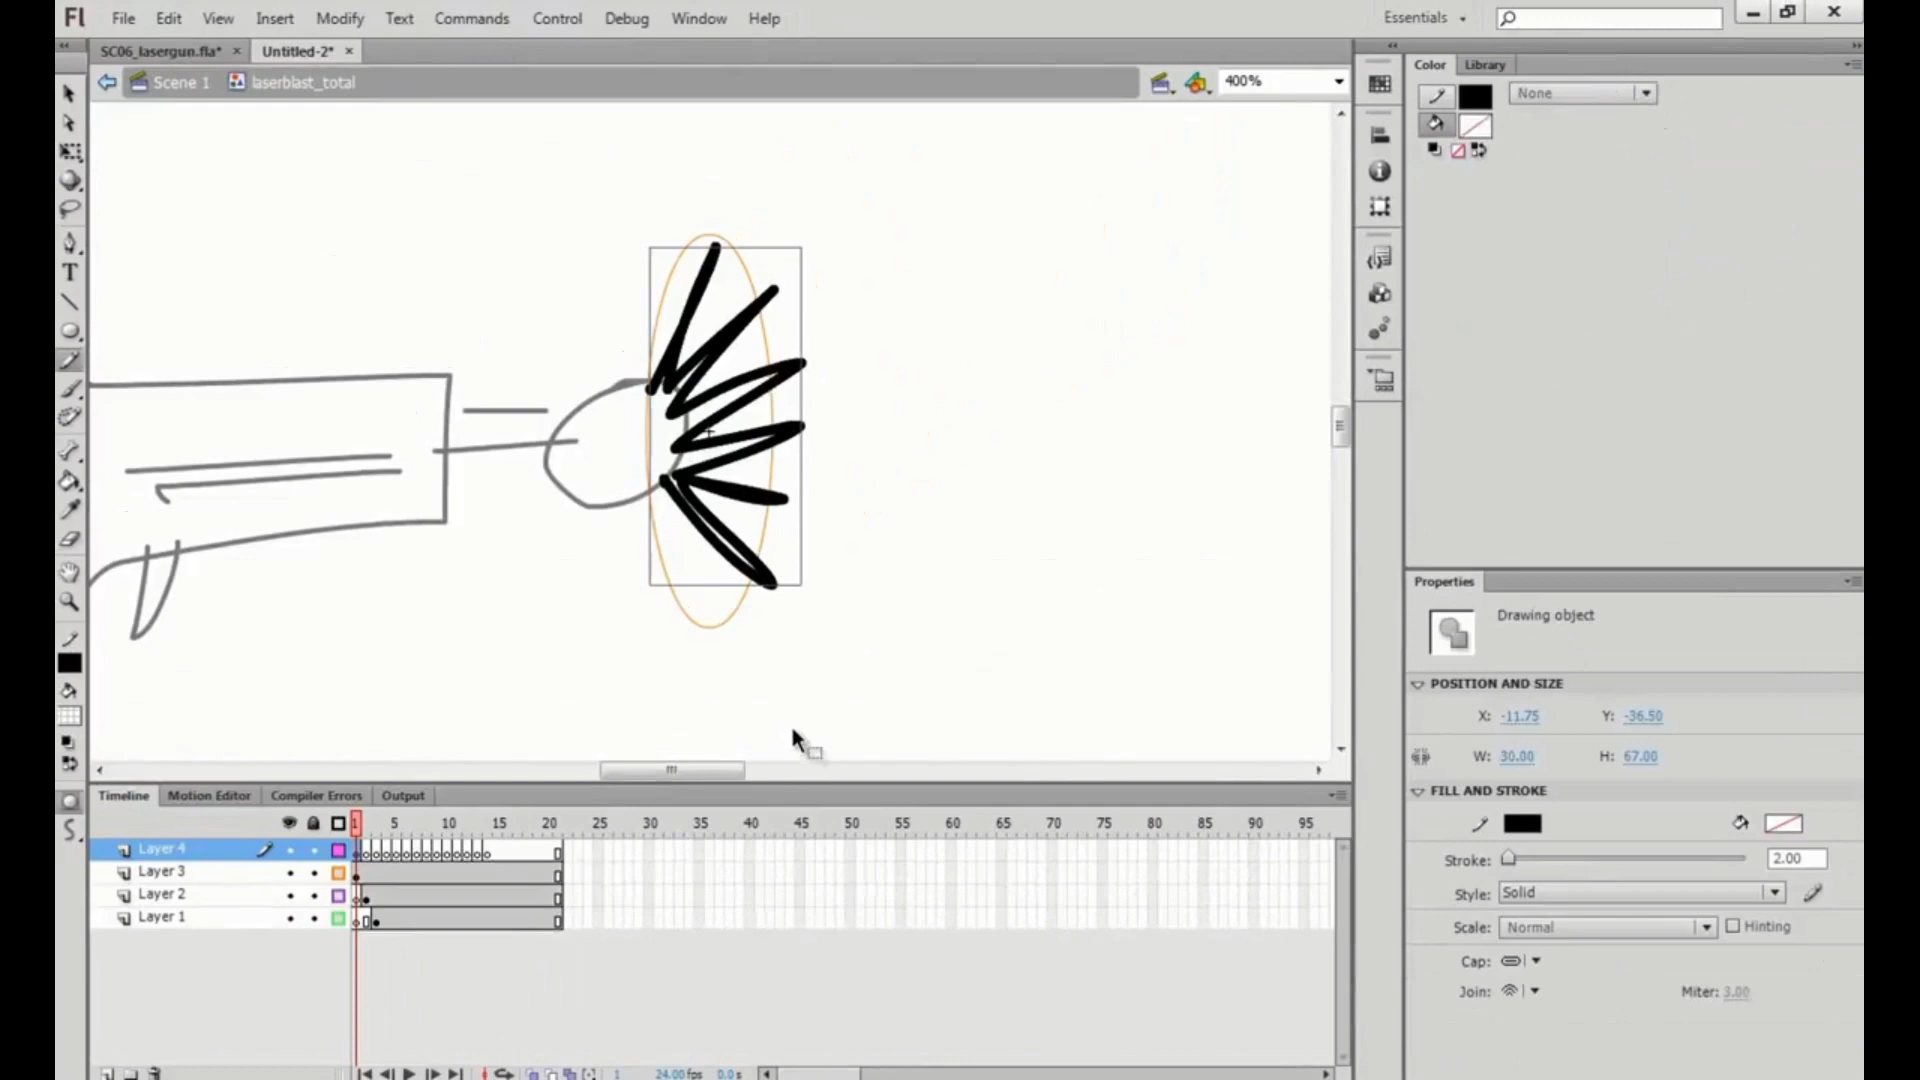 Fl File Edit View Insert Modify Text Commands Control Debug Window Help Essentials
SC06_lasergun.fla* × Untitled-2* ×
Scene 1 laserblast_total 400%
Color Library
None
T
Properties
Drawing object
POSITION AND SIZE
X: -11.75 Y: -36.50
W: 30.00 H: 67.00
FILL AND STROKE
Stroke: 2.00
Style: Solid
Scale: Normal Hinting
Cap:
Join: Miter: 3.00
Timeline Motion Editor Compiler Errors Output
1 5 10 15 20 25 30 35 40 45 50 55 60 65 70 75 80 85 90 95
Layer 4
Layer 3
Layer 2
Layer 1
1 24.00 fps 0.0 s